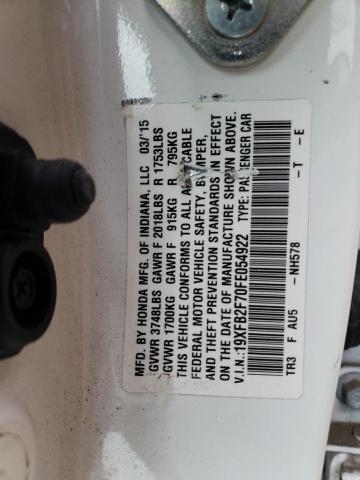 MFD. BY HONDA MFG. OF INDIANA, LLC 03/'15
GVWR 3748LBS GAWR F 2018LBS R 1753LBS
GVWR 1700KG GAWR F 915KG R 795KG
THIS VEHICLE CONFORMS TO ALL APPLICABLE
FEDERAL MOTOR VEHICLE SAFETY, BUMPER,
AND THEFT PREVENTION STANDARDS IN EFFECT
ON THE DATE OF MANUFACTURE SHOWN ABOVE.
V.I.N.:19XFB2F70FE054922 TYPE: PASSENGER CAR
TR3 F AU5 -NH578 -T -E